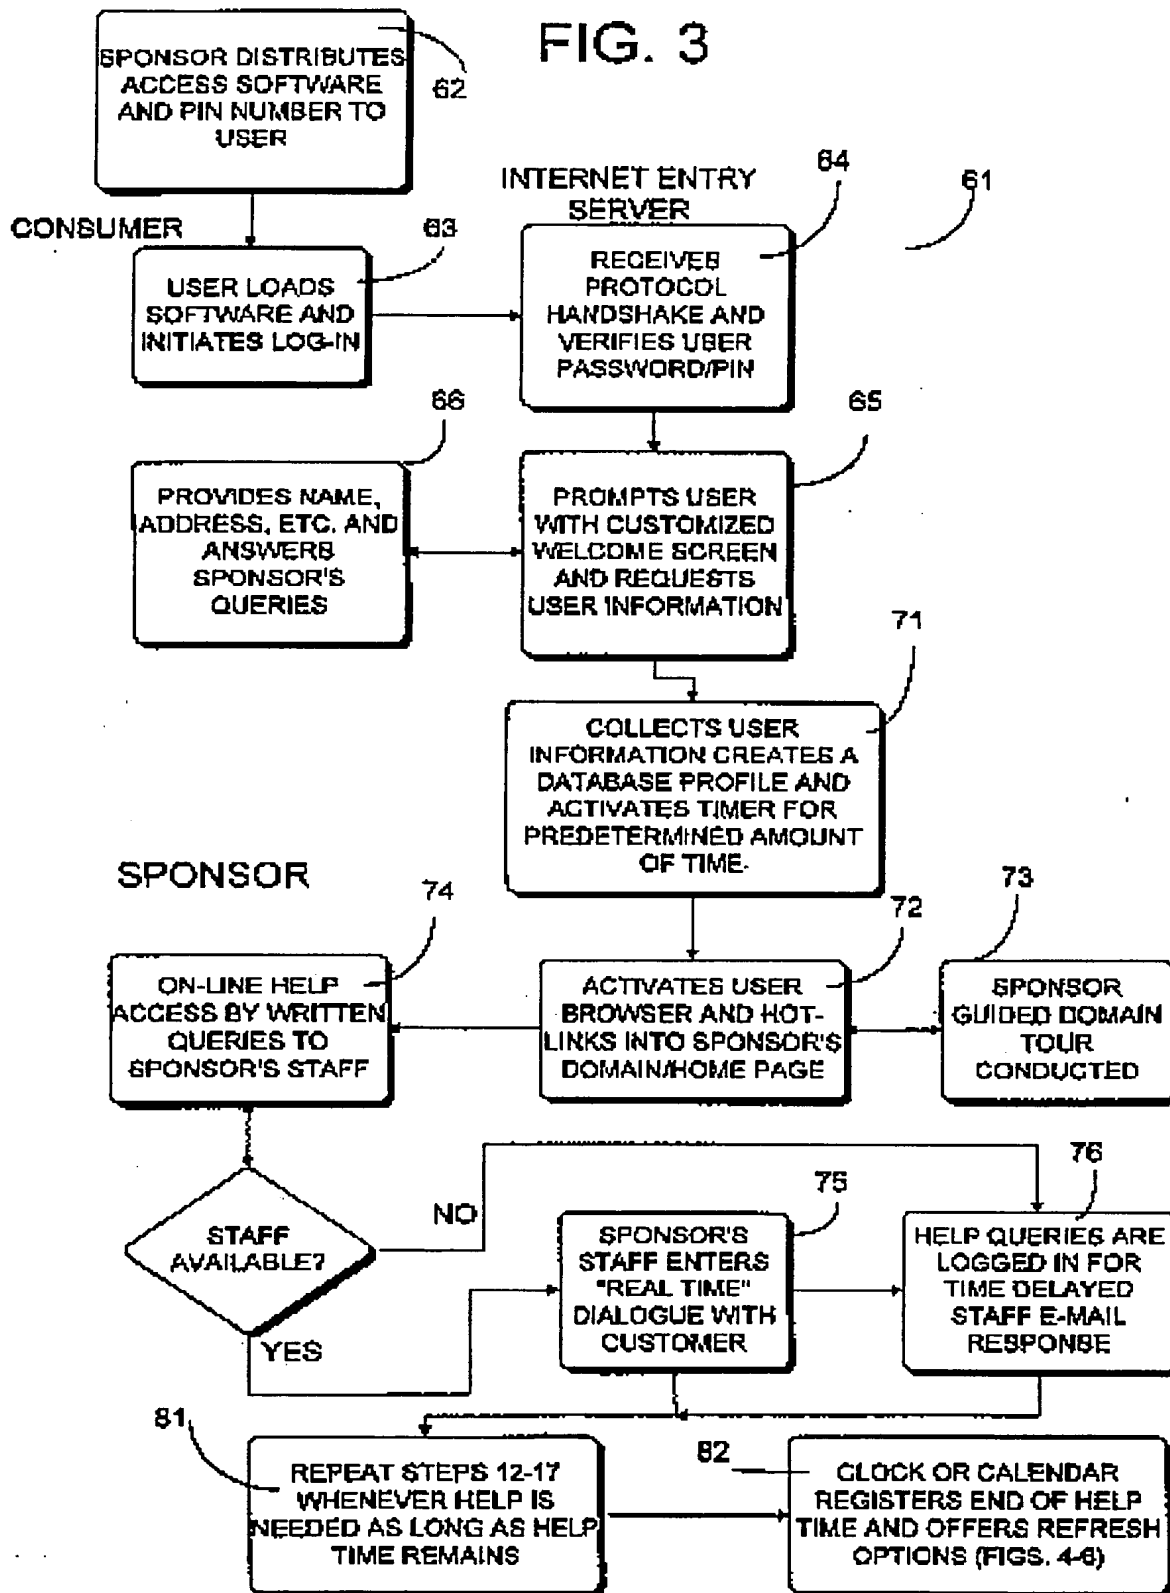 FIG. 3
SPONSOR DISTRIBUTES
ACCESS SOFTWARE
AND PIN NUMBER TO
USER
62
CONSUMER
63
USER LOADS
SOFTWARE AND
INITIATES LOG-IN
INTERNET ENTRY
SERVER
64
61
RECEIVES
PROTOCOL
HANDSHAKE AND
VERIFIES USER
PASSWORD/PIN
66
PROVIDES NAME,
ADDRESS, ETC. AND
ANSWERS
SPONSOR'S
QUERIES
65
PROMPTS USER
WITH CUSTOMIZED
WELCOME SCREEN
AND REQUESTS
USER INFORMATION
71
COLLECTS USER
INFORMATION CREATES A
DATABASE PROFILE AND
ACTIVATES TIMER FOR
PREDETERMINED AMOUNT
OF TIME.
SPONSOR
74
ON-LINE HELP
ACCESS BY WRITTEN
QUERIES TO
SPONSOR'S STAFF
72
ACTIVATES USER
BROWSER AND HOT-
LINKS INTO SPONSOR'S
DOMAIN/HOME PAGE
73
SPONSOR
GUIDED DOMAIN
TOUR
CONDUCTED
STAFF
AVAILABLE?
NO
YES
75
SPONSOR'S
STAFF ENTERS
"REAL TIME"
DIALOGUE WITH
CUSTOMER
76
HELP QUERIES ARE
LOGGED IN FOR
TIME DELAYED
STAFF E-MAIL
RESPONSE
81
REPEAT STEPS 12-17
WHENEVER HELP IS
NEEDED AS LONG AS HELP
TIME REMAINS
82
CLOCK OR CALENDAR
REGISTERS END OF HELP
TIME AND OFFERS REFRESH
OPTIONS (FIGS. 4-6)